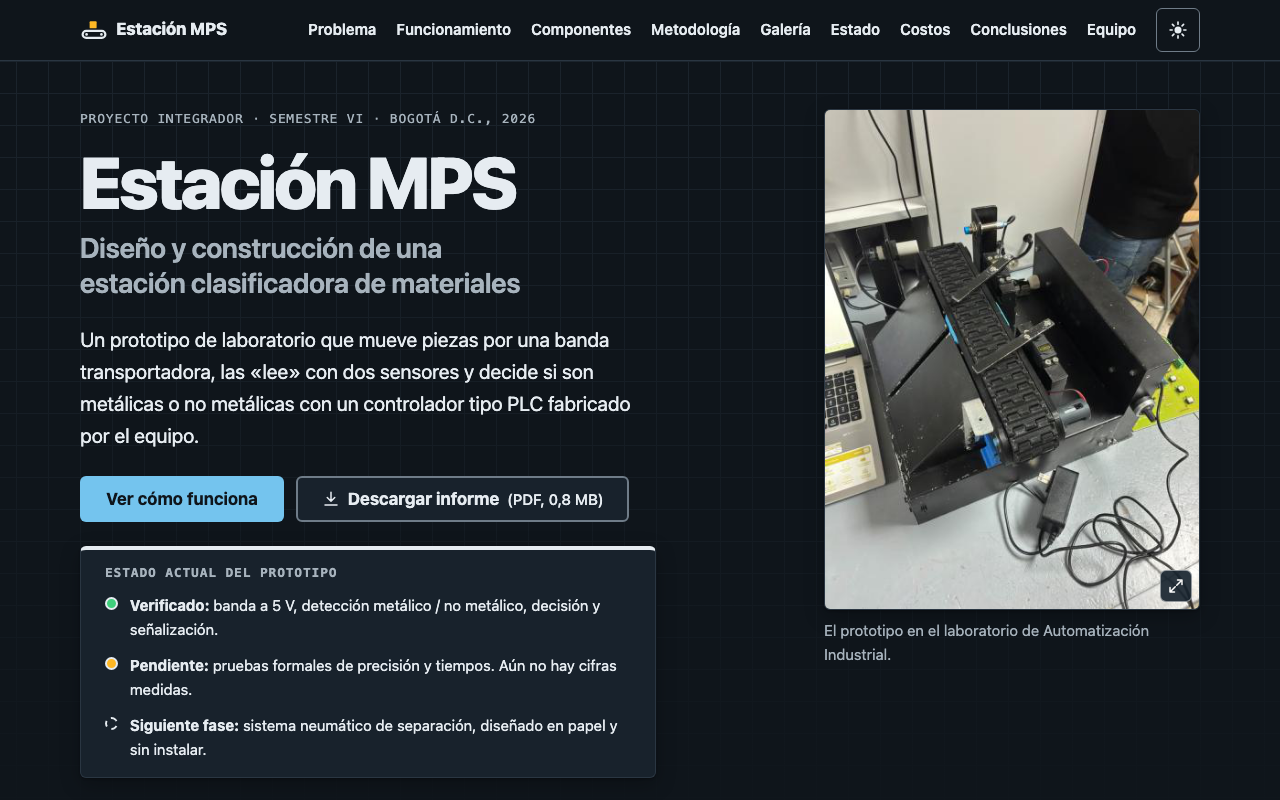 Estación MPS
Problema Funcionamiento Componentes Metodología Galería Estado Costos Conclusiones Equipo
PROYECTO INTEGRADOR · SEMESTRE VI · BOGOTÁ D.C., 2026
Estación MPS
Diseño y construcción de una
estación clasificadora de materiales
Un prototipo de laboratorio que mueve piezas por una banda
transportadora, las «lee» con dos sensores y decide si son
metálicas o no metálicas con un controlador tipo PLC fabricado
por el equipo.
Ver cómo funciona
Descargar informe (PDF, 0,8 MB)
ESTADO ACTUAL DEL PROTOTIPO
Verificado: banda a 5 V, detección metálico / no metálico, decisión y
señalización.
Pendiente: pruebas formales de precisión y tiempos. Aún no hay cifras
medidas.
Siguiente fase: sistema neumático de separación, diseñado en papel y
sin instalar.
El prototipo en el laboratorio de Automatización
Industrial.